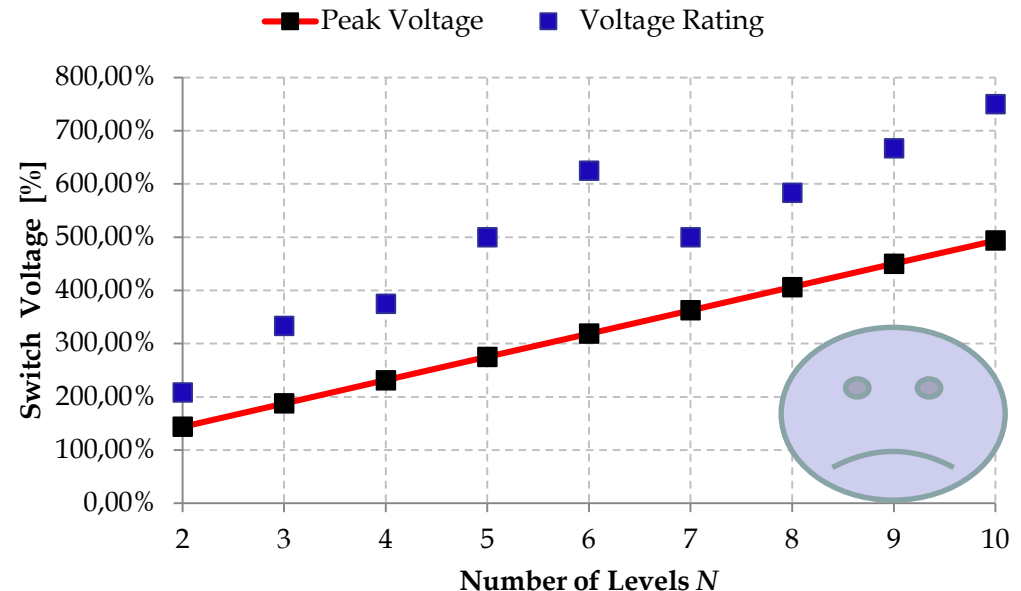 Peak Voltage
Voltage Rating
Switch Voltage [%]
800,00%
700,00%
600,00%
500,00%
400,00%
300,00%
200,00%
100,00%
0,00%
2 3 4 5 6 7 8 9 10
Number of Levels N